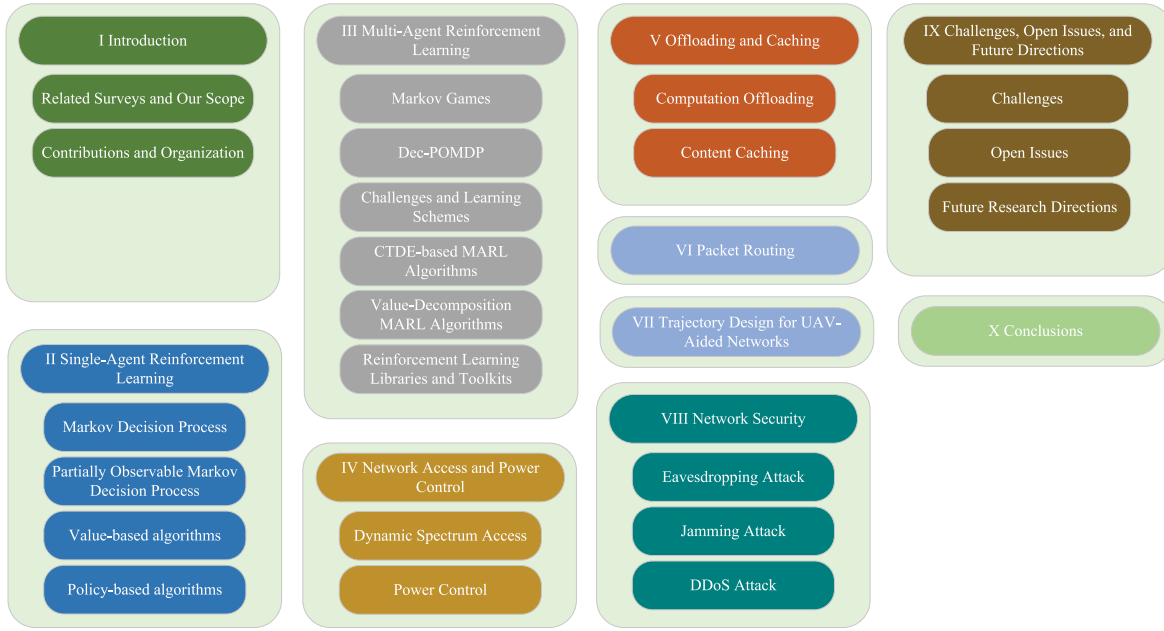 I Introduction
Related Surveys and Our Scope
Contributions and Organization
II Single-Agent Reinforcement
Learning
Markov Decision Process
Partially Observable Markov
Decision Process
Value-based algorithms
Policy-based algorithms
III Multi-Agent Reinforcement
Learning
Markov Games
Dec-POMDP
Challenges and Learning
Schemes
CTDE-based MARL
Algorithms
Value-Decomposition
MARL Algorithms
Reinforcement Learning
Libraries and Toolkits
IV Network Access and Power
Control
Dynamic Spectrum Access
Power Control
V Offloading and Caching
Computation Offloading
Content Caching
VI Packet Routing
VII Trajectory Design for UAV-
Aided Networks
VIII Network Security
Eavesdropping Attack
Jamming Attack
DDoS Attack
IX Challenges, Open Issues, and
Future Directions
Challenges
Open Issues
Future Research Directions
X Conclusions